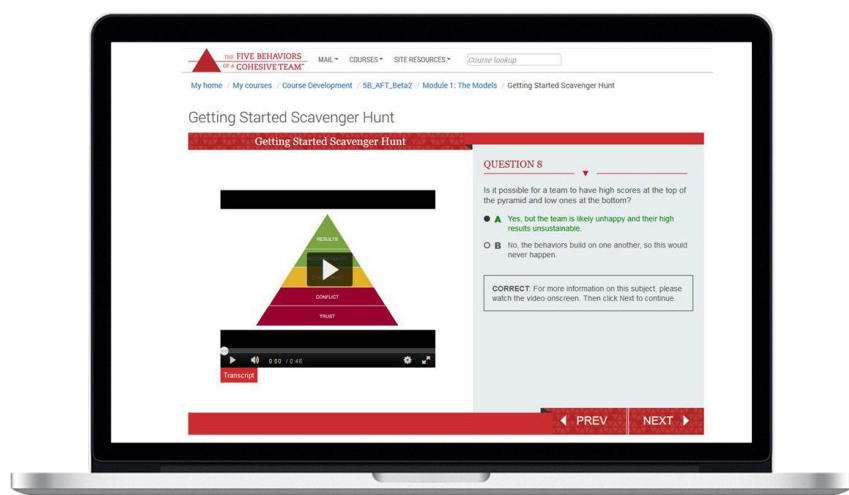 THE FIVE BEHAVIORS
OF A COHESIVE TEAM™
MAIL
COURSES
SITE RESOURCES
Course lookup
My home / My courses / Course Development / 5B_AFT_Beta2 / Module 1: The Models / Getting Started Scavenger Hunt
Getting Started Scavenger Hunt
Getting Started Scavenger Hunt
RESULTS
CONFLICT
TRUST
0:00 / 0:46
Transcript
QUESTION 8
Is it possible for a team to have high scores at the top of
the pyramid and low ones at the bottom?
A Yes, but the team is likely unhappy and their high
results unsustainable.
B No, the behaviors build on one another, so this would
never happen.
CORRECT: For more information on this subject, please
watch the video onscreen. Then click Next to continue.
PREV
NEXT